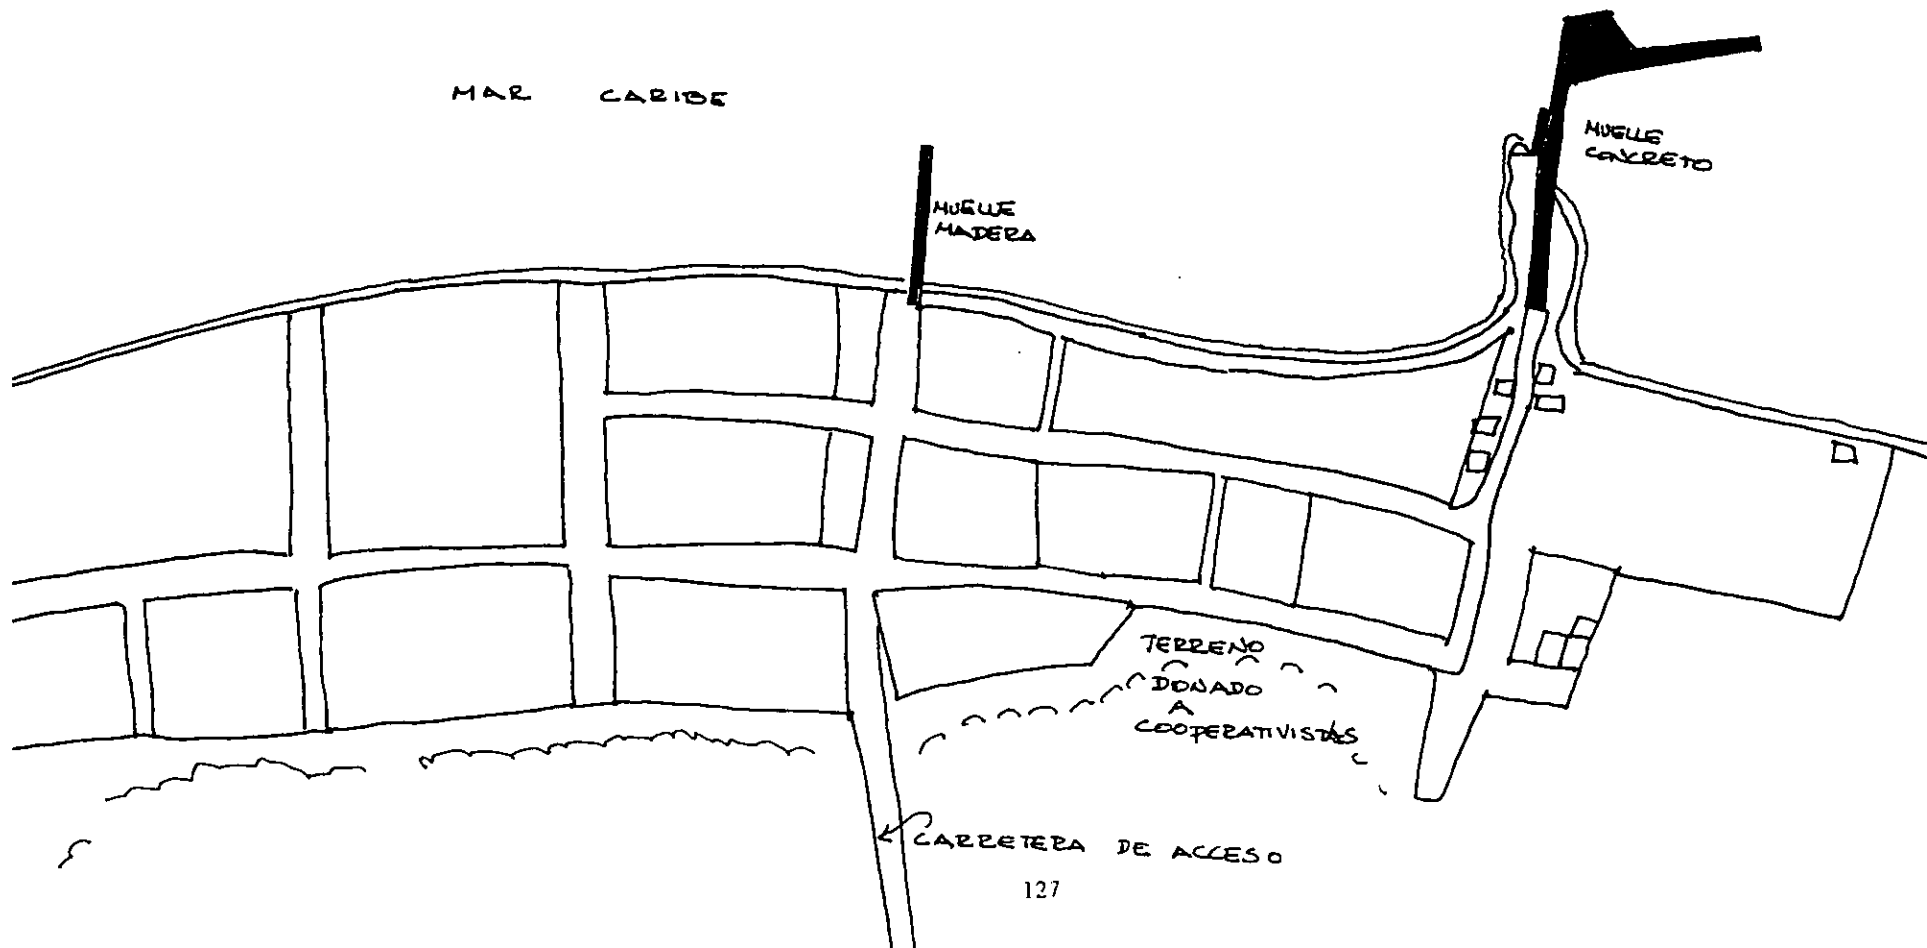 MAR CARIBE
MUELLE
CONCRETO
MUELLE
MADERA
TERRENO
DONADO
A
COOPERATIVISTAS
CARRETERA DE ACCESO
127